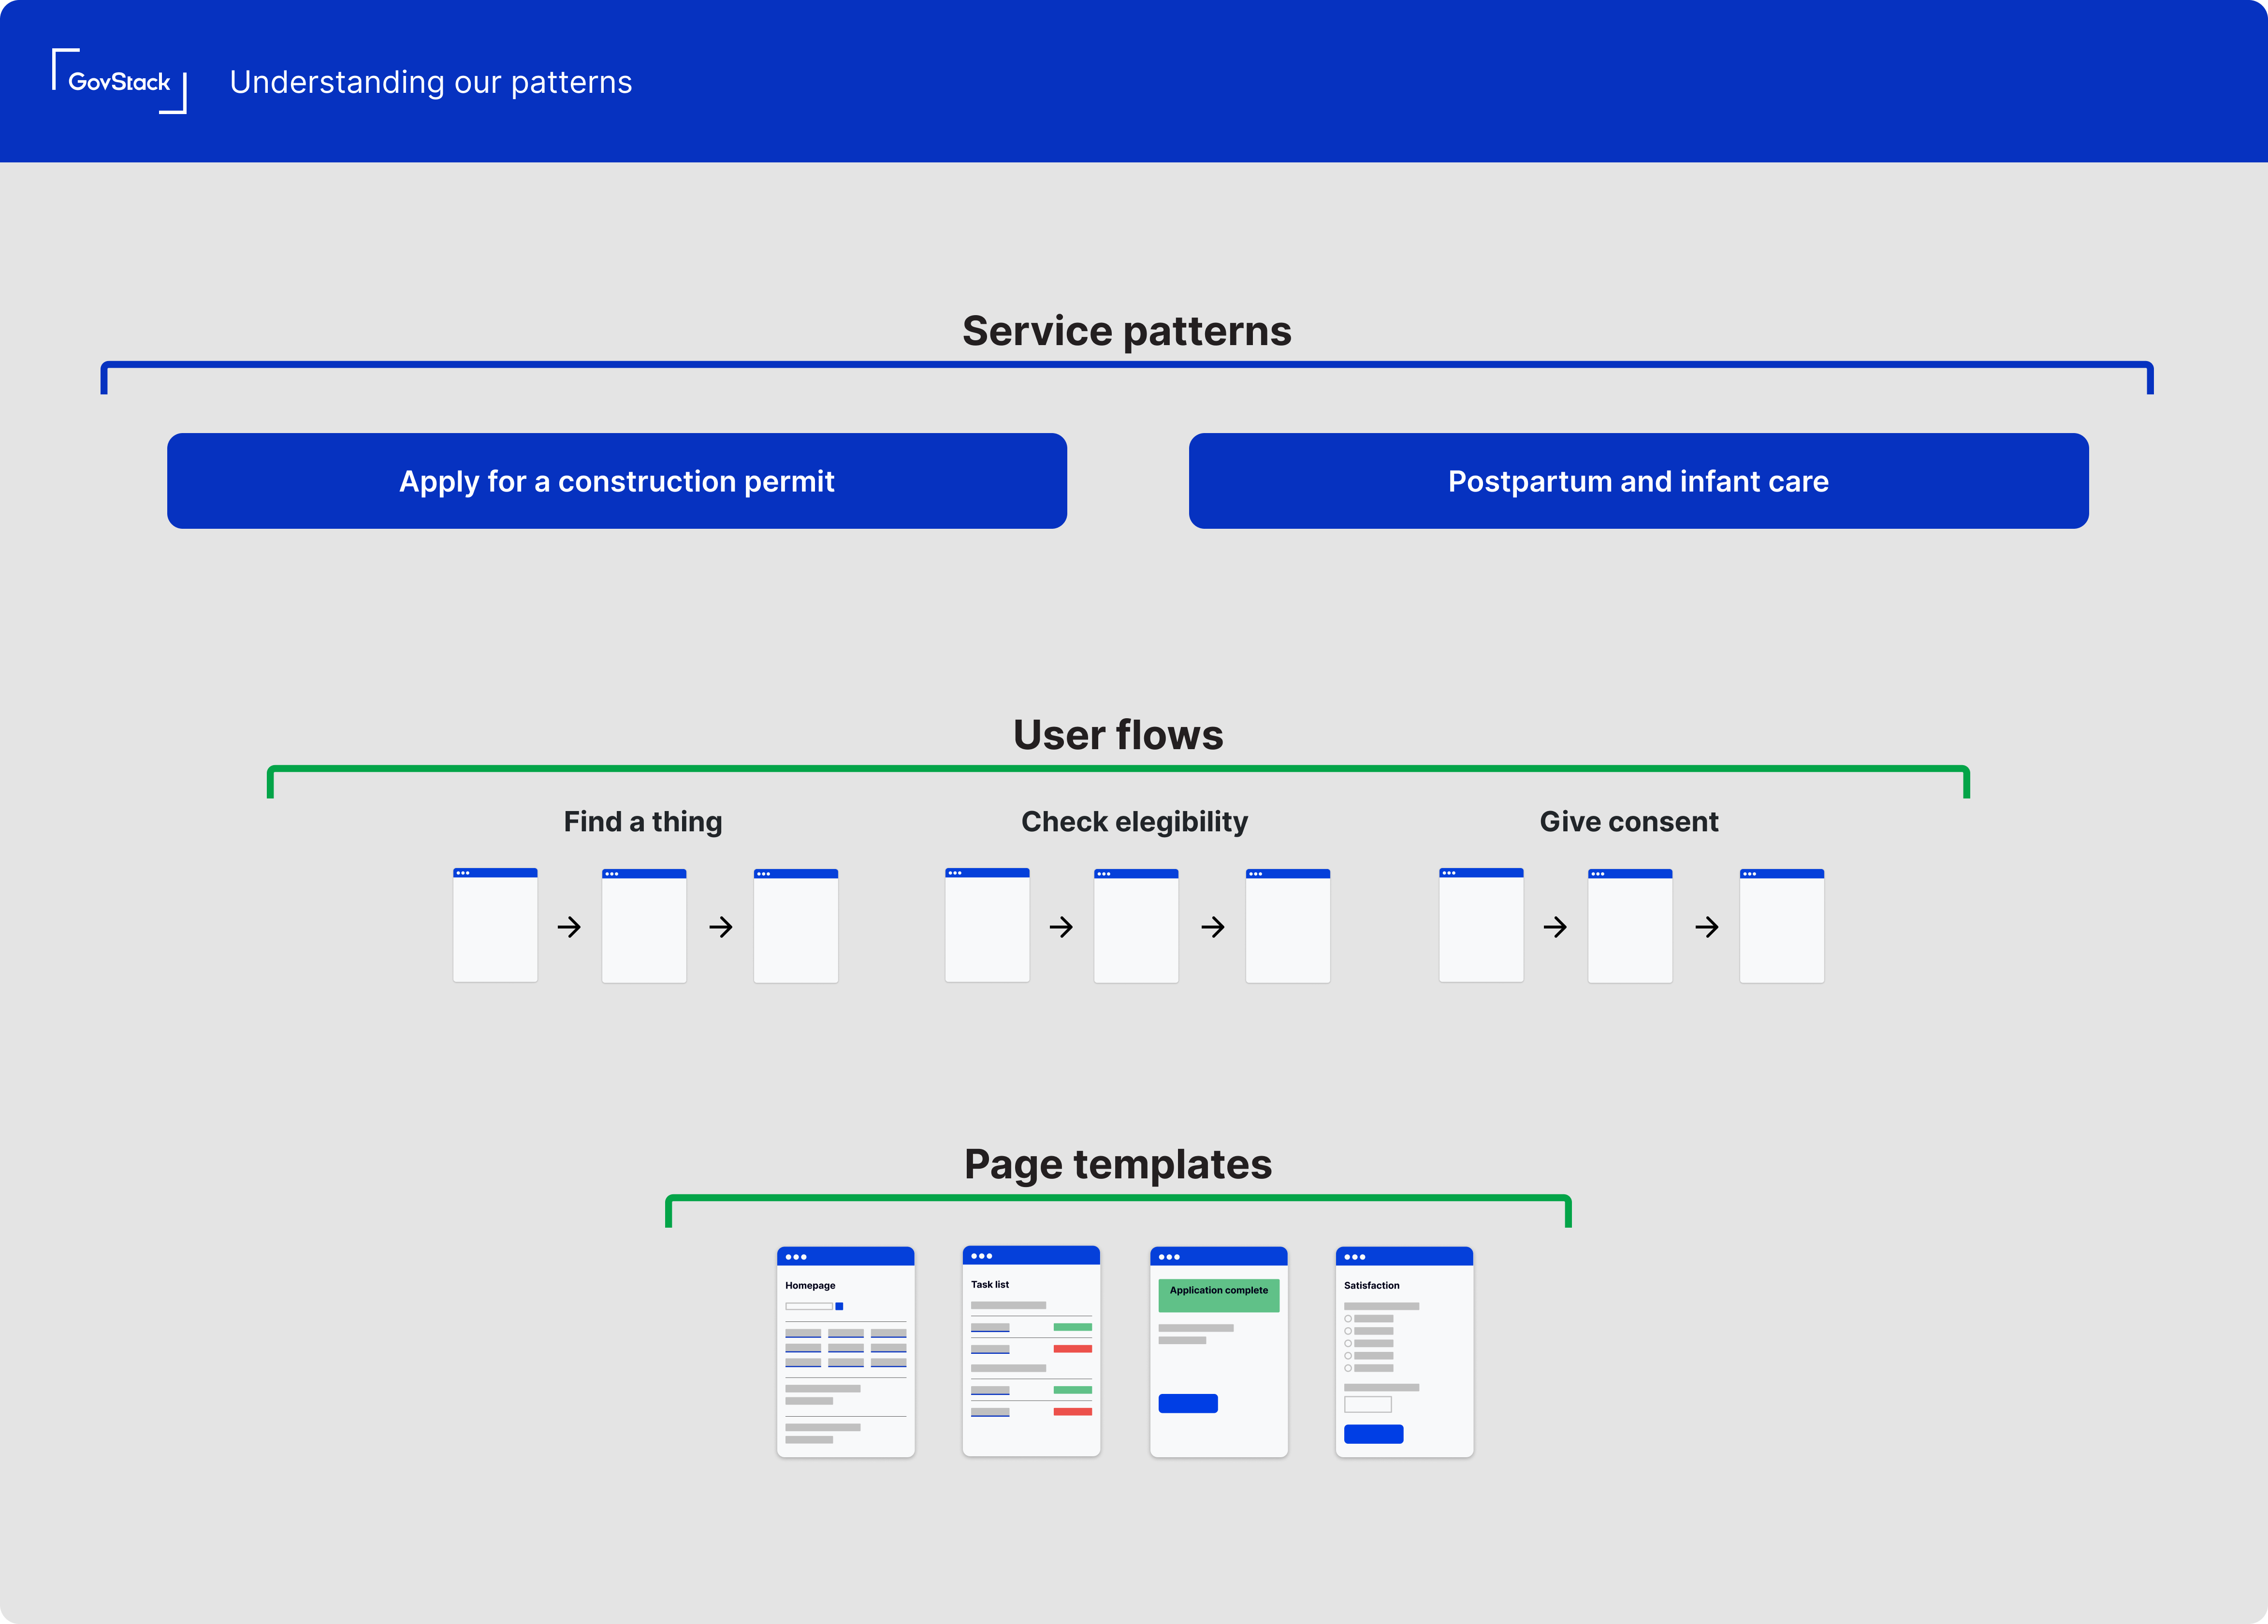 GovStack
Understanding our patterns
Service patterns
Apply for a construction permit
Postpartum and infant care
User flows
Find a thing
Check elegibility
Give consent
Page templates
Homepage
Task list
Application complete
Satisfaction